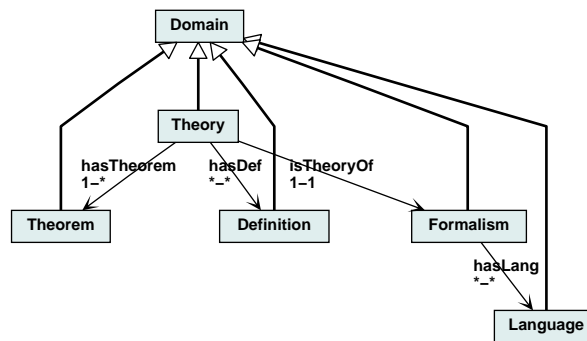 Domain
Theory
hasTheorem
1–*
hasDef
*–*
isTheoryOf
1–1
Theorem
Definition
Formalism
hasLang
*–*
Language